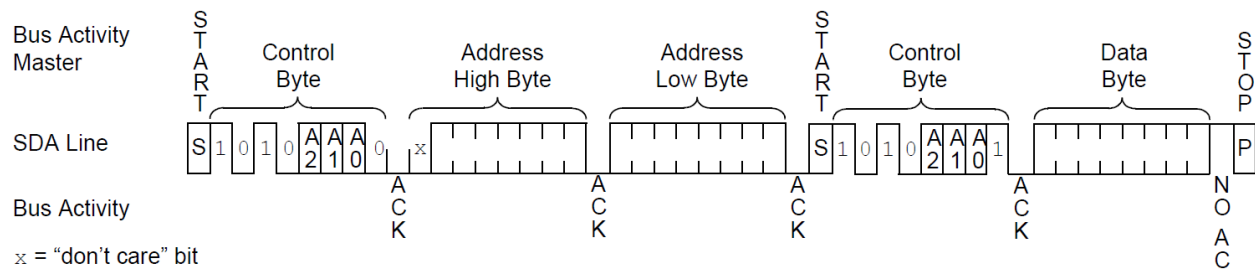 Bus Activity
Master
SDA Line
Bus Activity
x = "don't care" bit
START
Control
Byte
Address
High Byte
Address
Low Byte
START
Control
Byte
Data
Byte
STOP
S 1 0 1 0 A2 A1 A0 0 x S 1 0 1 0 A2 A1 A0 1 P
ACK
ACK
ACK
ACK
NO AC